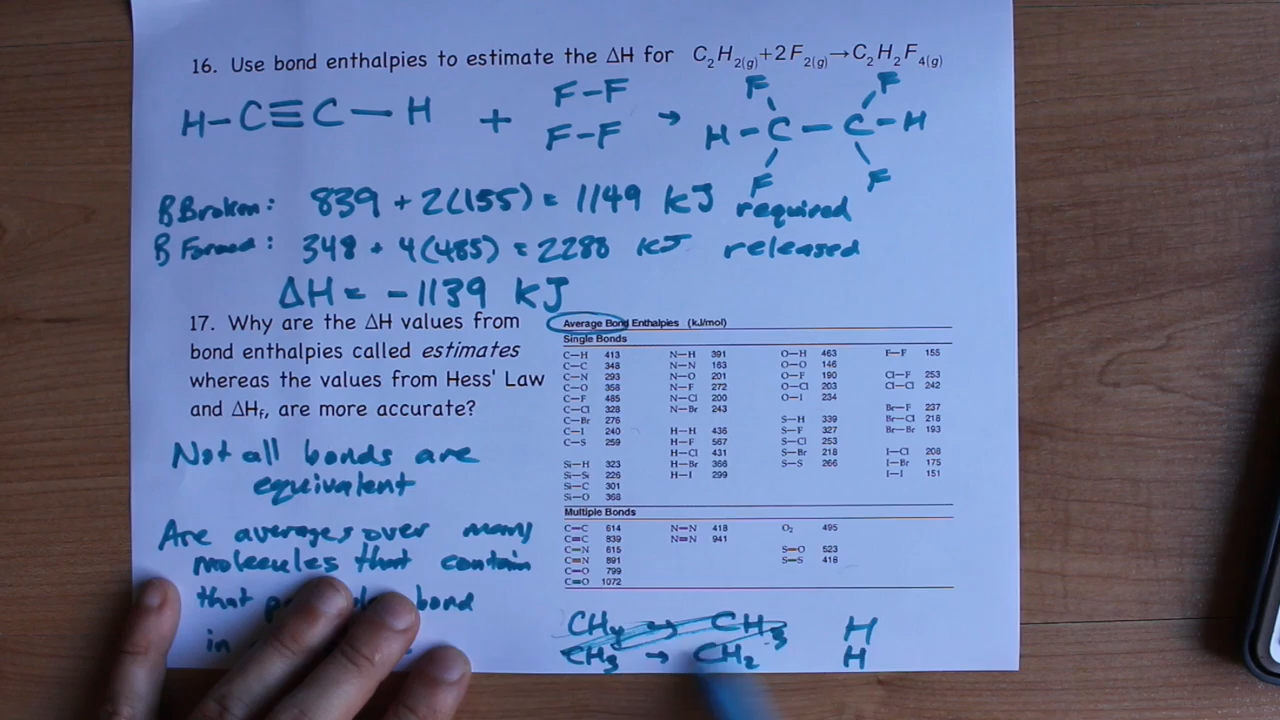 16. Use bond enthalpies to estimate the ΔH for C2H2(g)+2F2(g)→C2H2F4(g)
H–C≡C–H + F–F F–F → H–C–C–H F F F F
B Broken: 839 + 2(155) = 1149 kJ required
B Formed: 348 + 4(485) = 2288 kJ released
ΔH = -1139 kJ
17. Why are the ΔH values from
bond enthalpies called estimates
whereas the values from Hess' Law
and ΔHf, are more accurate?
Not all bonds are
equivalent
Are averages over many
molecules that contain
that bond
in
Average Bond Enthalpies (kJ/mol)
Single Bonds
C—H 413 N—H 391 O—H 463 F—F 155
C—C 348 N—N 163 O—O 146
C—N 293 N—O 201 O—F 190 Cl—F 253
C—O 358 N—F 272 O—Cl 203 Cl—Cl 242
C—F 485 N—Cl 200 O—I 234
C—Cl 328 N—Br 243 Br—F 237
C—Br 276 S—H 339 Br—Cl 218
C—I 240 H—H 436 S—F 327 Br—Br 193
C—S 259 H—F 567 S—Cl 253
H—Cl 431 S—Br 218 I—Cl 208
Si—H 323 H—Br 366 S—S 266 I—Br 175
Si—Si 226 H—I 299 I—I 151
Si—C 301
Si—O 368
Multiple Bonds
C=C 614 N=N 418 O2 495
C≡C 839 N≡N 941
C=N 615 S=O 523
C≡N 891 S=S 418
C=O 799
C≡O 1072
CH4 → CH3 H
CH3 → CH2 H